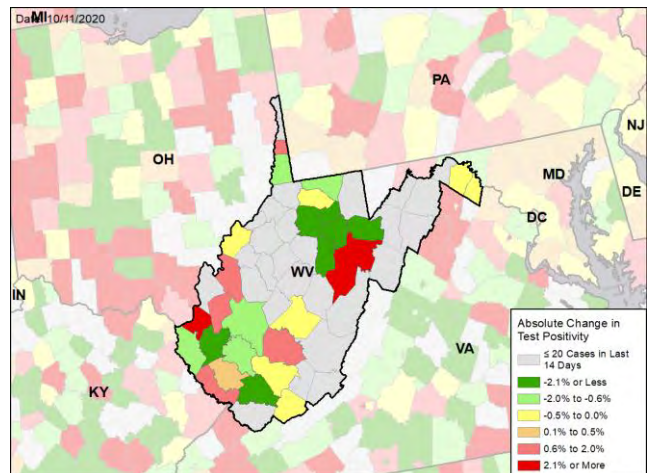 Date: 10/11/2020
MI
PA
NJ
OH
MD
DE
DC
WV
IN
VA
KY
Absolute Change in
Test Positivity
≤ 20 Cases in Last
14 Days
-2.1% or Less
-2.0% to -0.6%
-0.5% to 0.0%
0.1% to 0.5%
0.6% to 2.0%
2.1% or More